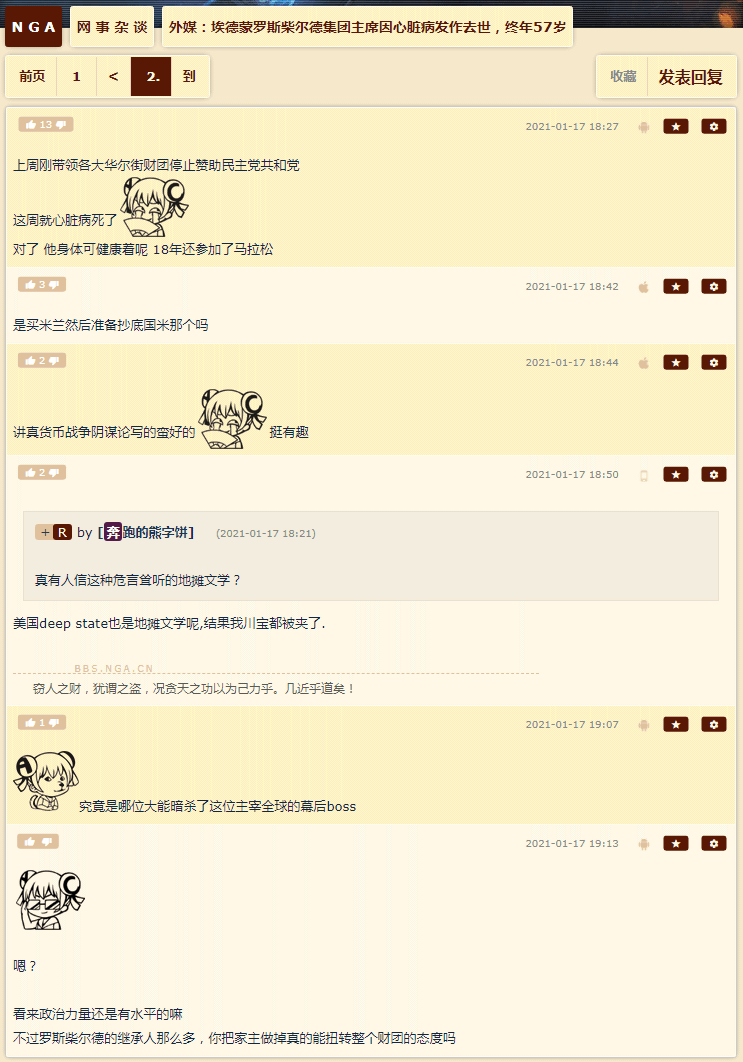 NGA 网事杂谈 外媒：埃德蒙罗斯柴尔德集团主席因心脏病发作去世，终年57岁
前页 1 < 2. 到 收藏 发表回复
13 2021-01-17 18:27
上周刚带领各大华尔街财团停止赞助民主党共和党
这周就心脏病死了
对了 他身体可健康着呢 18年还参加了马拉松
3 2021-01-17 18:42
是买米兰然后准备抄底国米那个吗
2 2021-01-17 18:44
讲真货币战争阴谋论写的蛮好的 挺有趣
2 2021-01-17 18:50
+ R by [奔跑的熊字饼] (2021-01-17 18:21)
真有人信这种危言耸听的地摊文学？
美国deep state也是地摊文学呢,结果我川宝都被夹了.
BBS.NGA.CN
窃人之财，犹谓之盗，况贪天之功以为己力乎。几近乎道矣！
1 2021-01-17 19:07
究竟是哪位大能暗杀了这位主宰全球的幕后boss
2021-01-17 19:13
嗯？
看来政治力量还是有水平的嘛
不过罗斯柴尔德的继承人那么多，你把家主做掉真的能扭转整个财团的态度吗